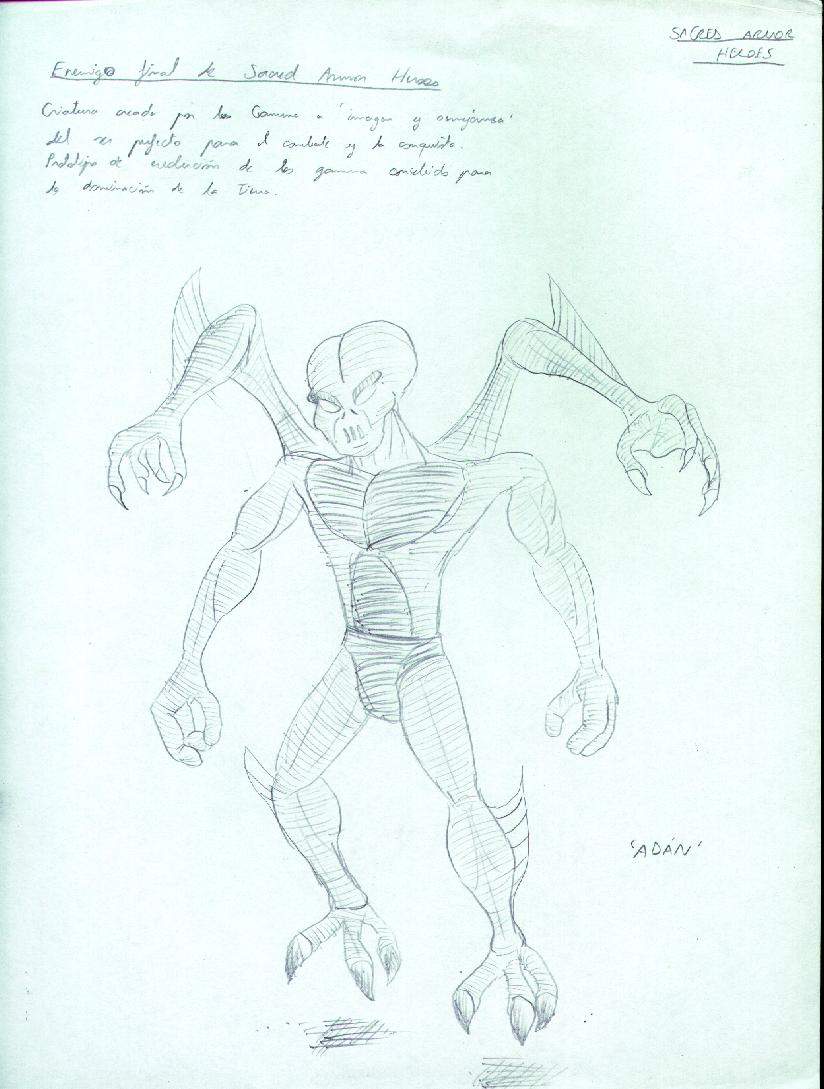 SACRED ARMOR
HEROES
Enemigo final de Sacred Armor Heroes
Criatura creada por los Gamma a 'imagen y semejanza'
del ser perfecto para el combate y la conquista.
Prototipo de evolución de los gamma concebido para
la dominación de la Tierra.
'ADÁN'